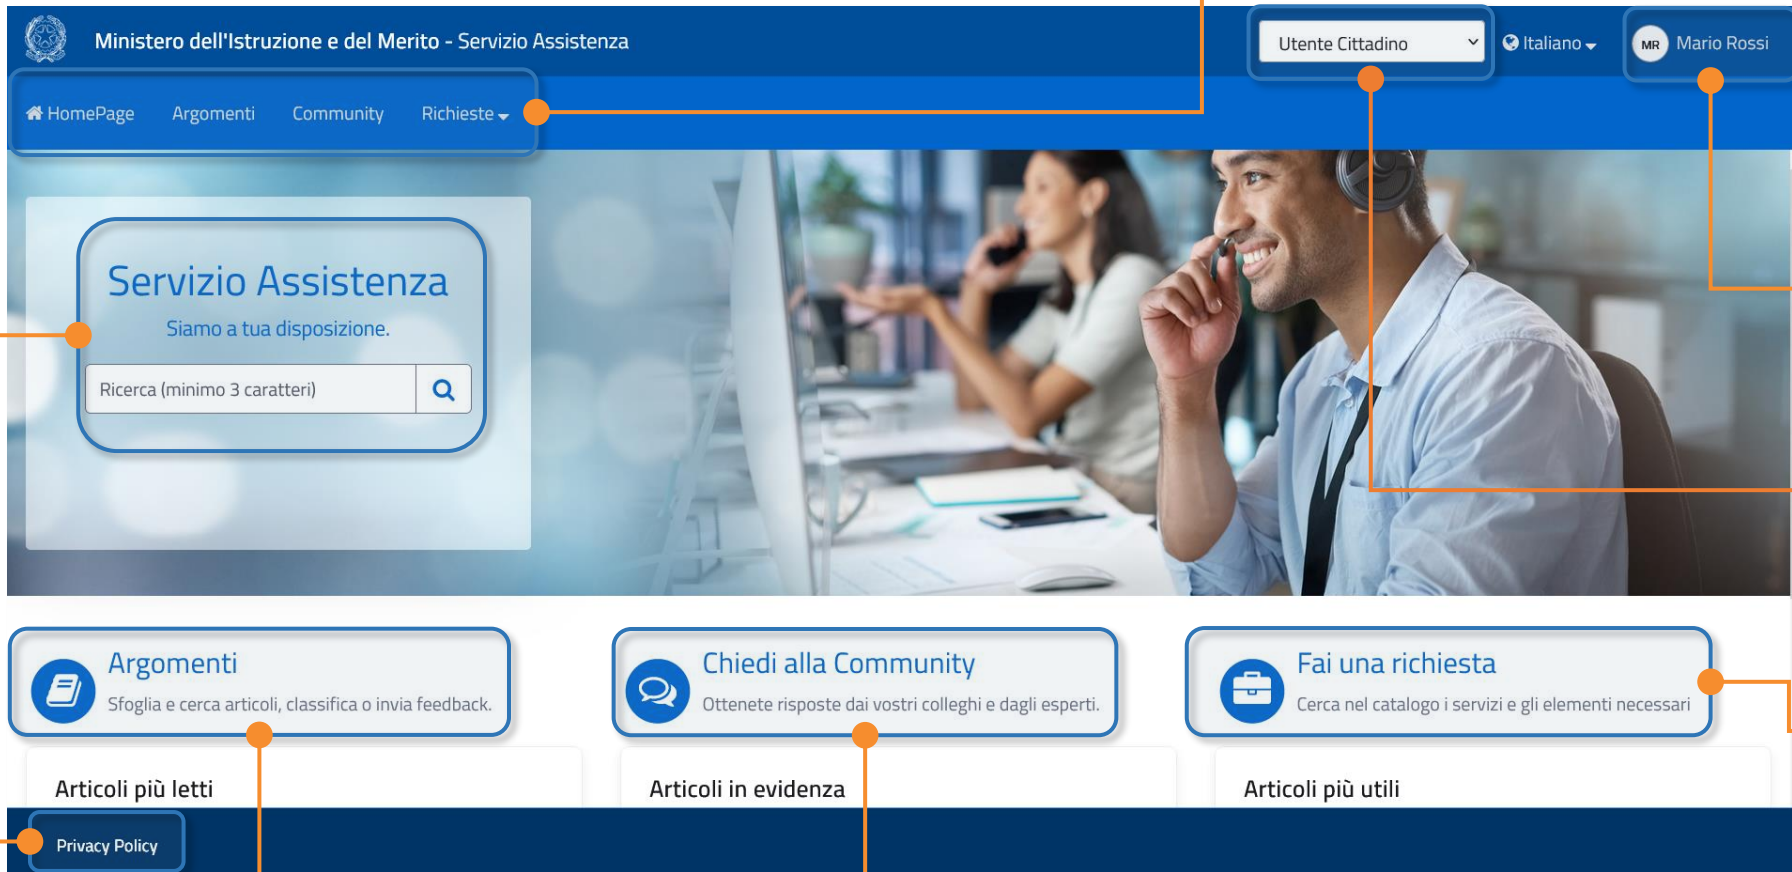 Ministero dell'Istruzione e del Merito - Servizio Assistenza
Utente Cittadino
Italiano
MR Mario Rossi
HomePage Argomenti Community Richieste
Servizio Assistenza
Siamo a tua disposizione.
Ricerca (minimo 3 caratteri)
Argomenti
Sfoglia e cerca articoli, classifica o invia feedback.
Chiedi alla Community
Ottenete risposte dai vostri colleghi e dagli esperti.
Fai una richiesta
Cerca nel catalogo i servizi e gli elementi necessari
Articoli più letti
Articoli in evidenza
Articoli più utili
Privacy Policy